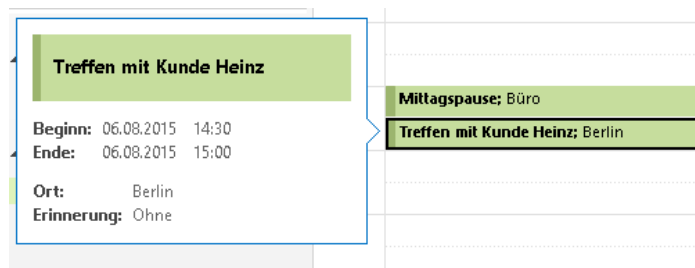 Treffen mit Kunde Heinz
Beginn: 06.08.2015 14:30
Ende: 06.08.2015 15:00
Ort: Berlin
Erinnerung: Ohne
Mittagspause; Büro
Treffen mit Kunde Heinz; Berlin